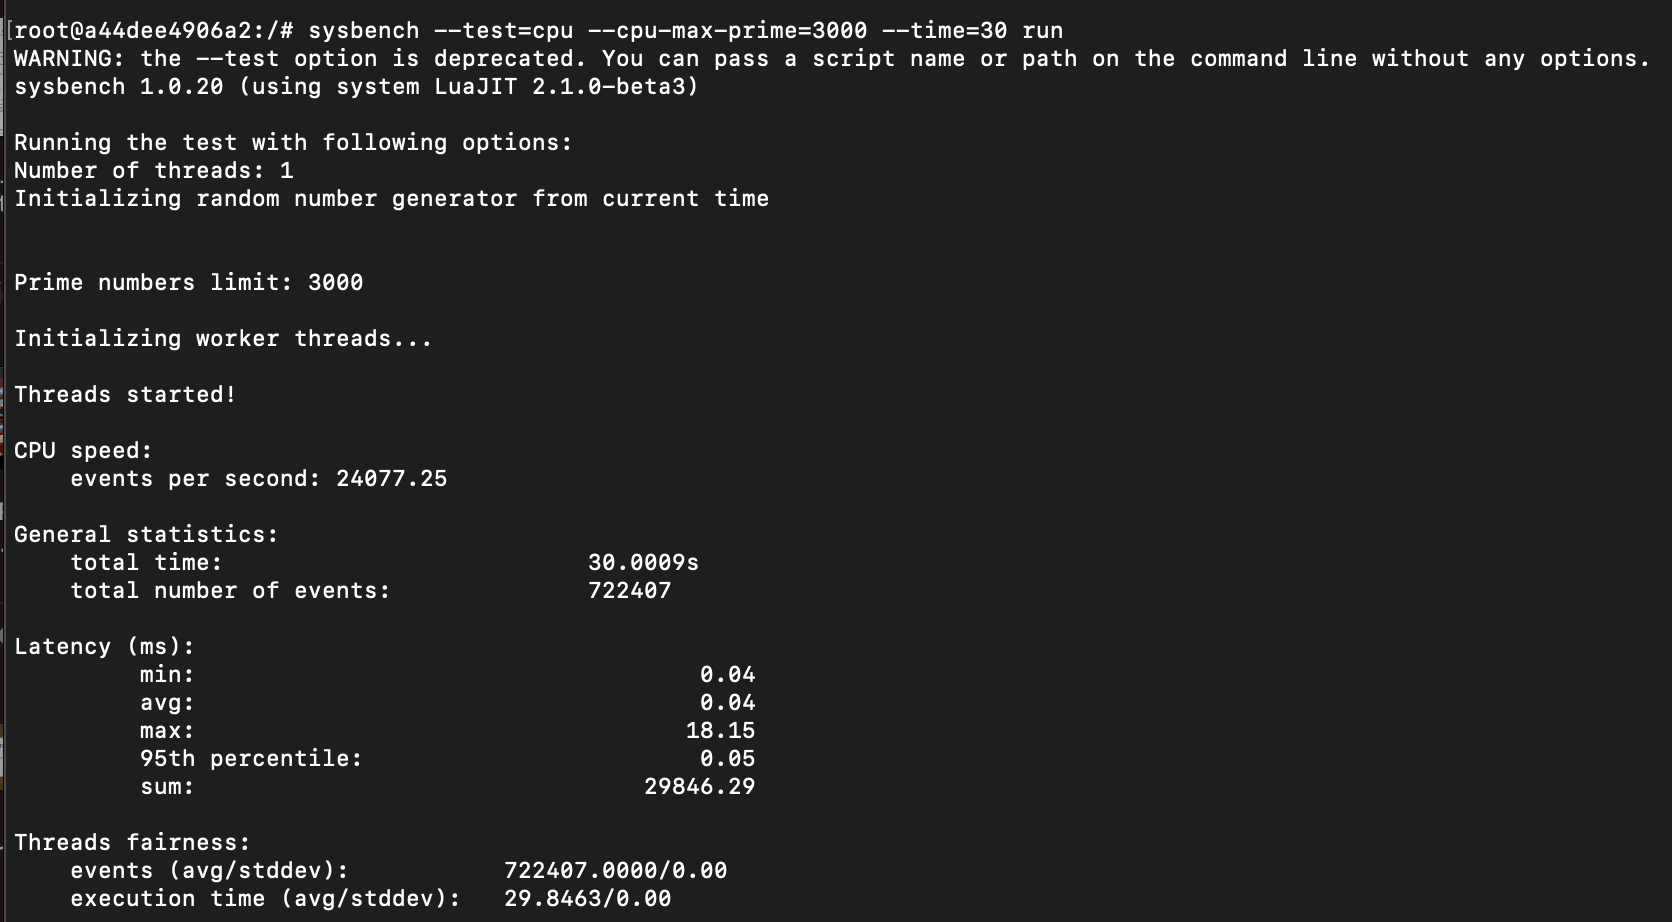 [root@a44dee4906a2:/# sysbench --test=cpu --cpu-max-prime=3000 --time=30 run
WARNING: the --test option is deprecated. You can pass a script name or path on the command line without any options.
sysbench 1.0.20 (using system LuaJIT 2.1.0-beta3)
Running the test with following options:
Number of threads: 1
Initializing random number generator from current time
Prime numbers limit: 3000
Initializing worker threads...
Threads started!
CPU speed:
events per second: 24077.25
General statistics:
total time: 30.0009s
total number of events: 722407
Latency (ms):
min: 0.04
avg: 0.04
max: 18.15
95th percentile: 0.05
sum: 29846.29
Threads fairness:
events (avg/stddev): 722407.0000/0.00
execution time (avg/stddev): 29.8463/0.00